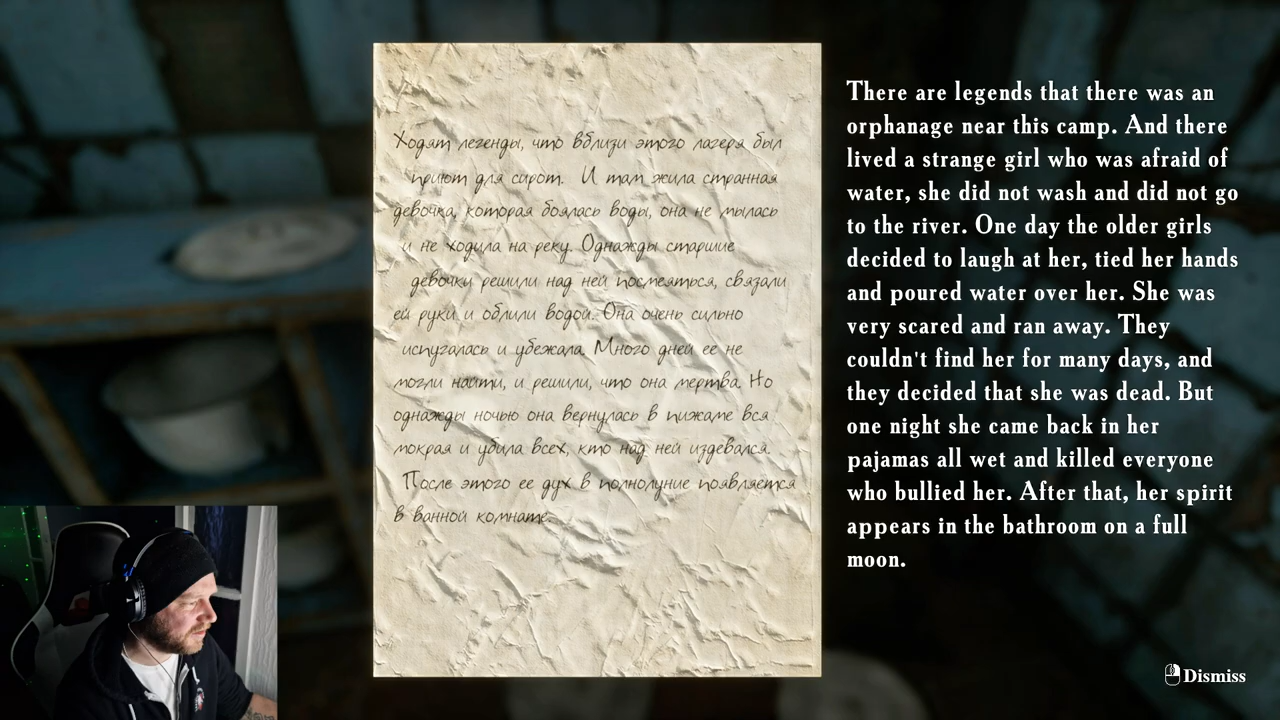 Ходят легенды, что вблизи этого лагеря был
приют для сирот. И там жила странная
девочка, которая боялась воды, она не мылась
и не ходила на реку. Однажды старшие
девочки решили над ней посмеяться, связали
ей руки и облили водой. Она очень сильно
испугалась и убежала. Много дней ее не
могли найти, и решили, что она мертва. Но
однажды ночью она вернулась в пижаме вся
мокрая и убила всех, кто над ней издевался.
После этого ее дух в полнолуние появляется
в ванной комнате.
There are legends that there was an
orphanage near this camp. And there
lived a strange girl who was afraid of
water, she did not wash and did not go
to the river. One day the older girls
decided to laugh at her, tied her hands
and poured water over her. She was
very scared and ran away. They
couldn't find her for many days, and
they decided that she was dead. But
one night she came back in her
pajamas all wet and killed everyone
who bullied her. After that, her spirit
appears in the bathroom on a full
moon.
Dismiss